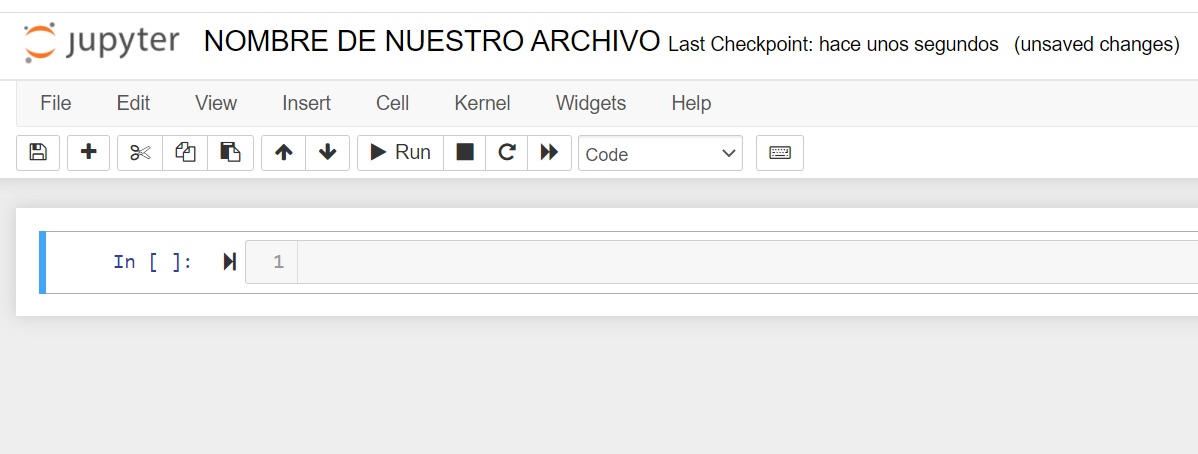 jupyter NOMBRE DE NUESTRO ARCHIVO Last Checkpoint: hace unos segundos (unsaved changes)
File Edit View Insert Cell Kernel Widgets Help
Run Code
In [ ]: 1